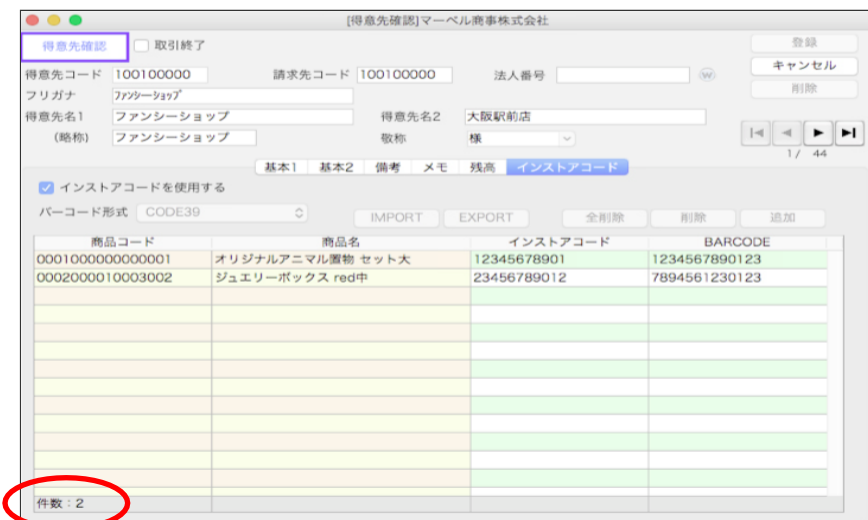 [得意先確認]マーベル商事株式会社
得意先確認 取引終了 登録
得意先コード 100100000 請求先コード 100100000 法人番号 W キャンセル
フリガナ ファンシーショップ 削除
得意先名1 ファンシーショップ 得意先名2 大阪駅前店
(略称) ファンシーショップ 敬称 様
1/ 44
基本1 基本2 備考 メモ 残高 インストアコード
インストアコードを使用する
バーコード形式 CODE39 IMPORT EXPORT 全削除 削除 追加
商品コード 商品名 インストアコード BARCODE
0001000000000001 オリジナルアニマル置物 セット大 12345678901 1234567890123
0002000010003002 ジュエリーボックス red中 23456789012 7894561230123
件数：2